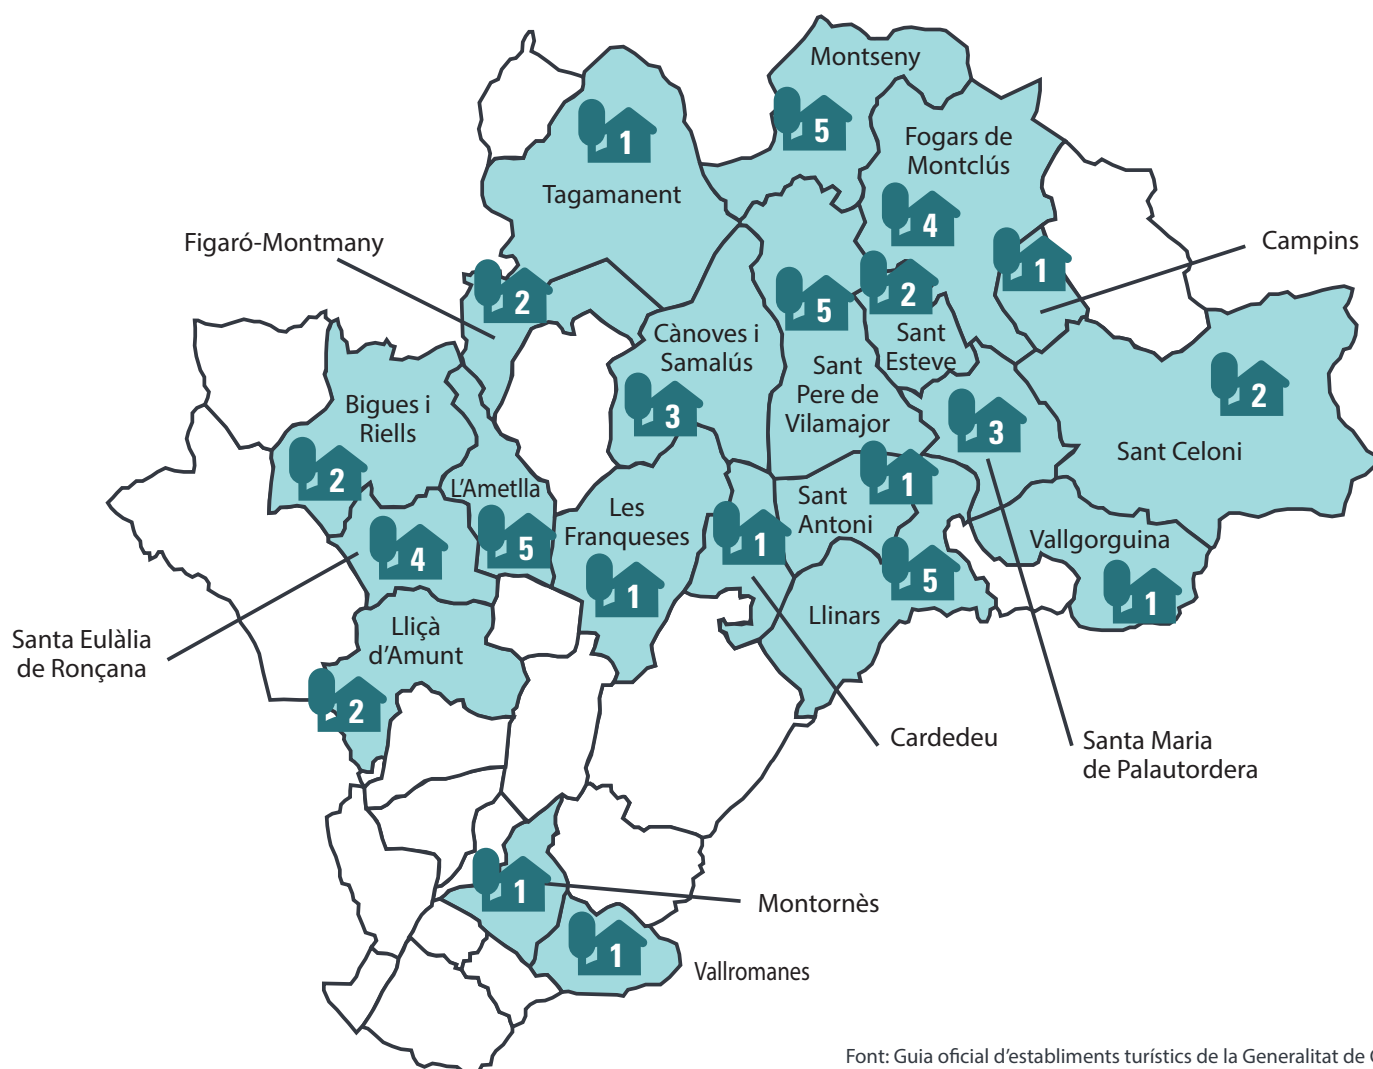 Montseny
5
1
Fogars de
Montclús
Tagamanent
4
Figaró-Montmany
Campins
1
2
2
5
Cànoves i
Samalús
Sant
Esteve
Sant
Pere de
Vilamajor
2
3
3
Bigues i
Riells
Sant Celoni
2
1
L'Ametlla
Sant
Antoni
Les
Franqueses
Vallgorguina
4
5
1
5
1
1
Llinars
Santa Eulàlia
de Ronçana
Lliçà
d'Amunt
2
Cardedeu
Santa Maria
de Palautordera
1
Montornès
1
Vallromanes
Font: Guia oficial d'establiments turístics de la Generalitat de